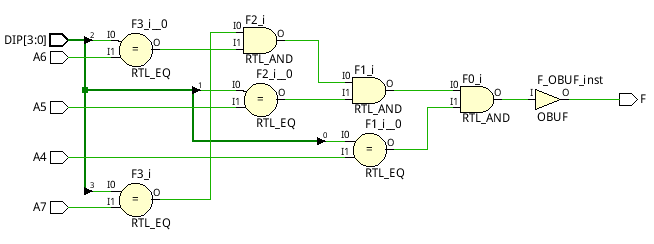 F3_i__0
F2_i
DIP[3:0]
2
I0
O
I0
O
A6
I1
I1
RTL_EQ
RTL_AND
F2_i__0
F1_i
F0_i
F_OBUF_inst
1
I0
O
I0
O
I0
O
I
O
F
A5
I1
I1
I1
RTL_EQ
RTL_AND
RTL_AND
OBUF
F1_i__0
0
I0
O
A4
I1
RTL_EQ
F3_i
3
I0
O
A7
I1
RTL_EQ